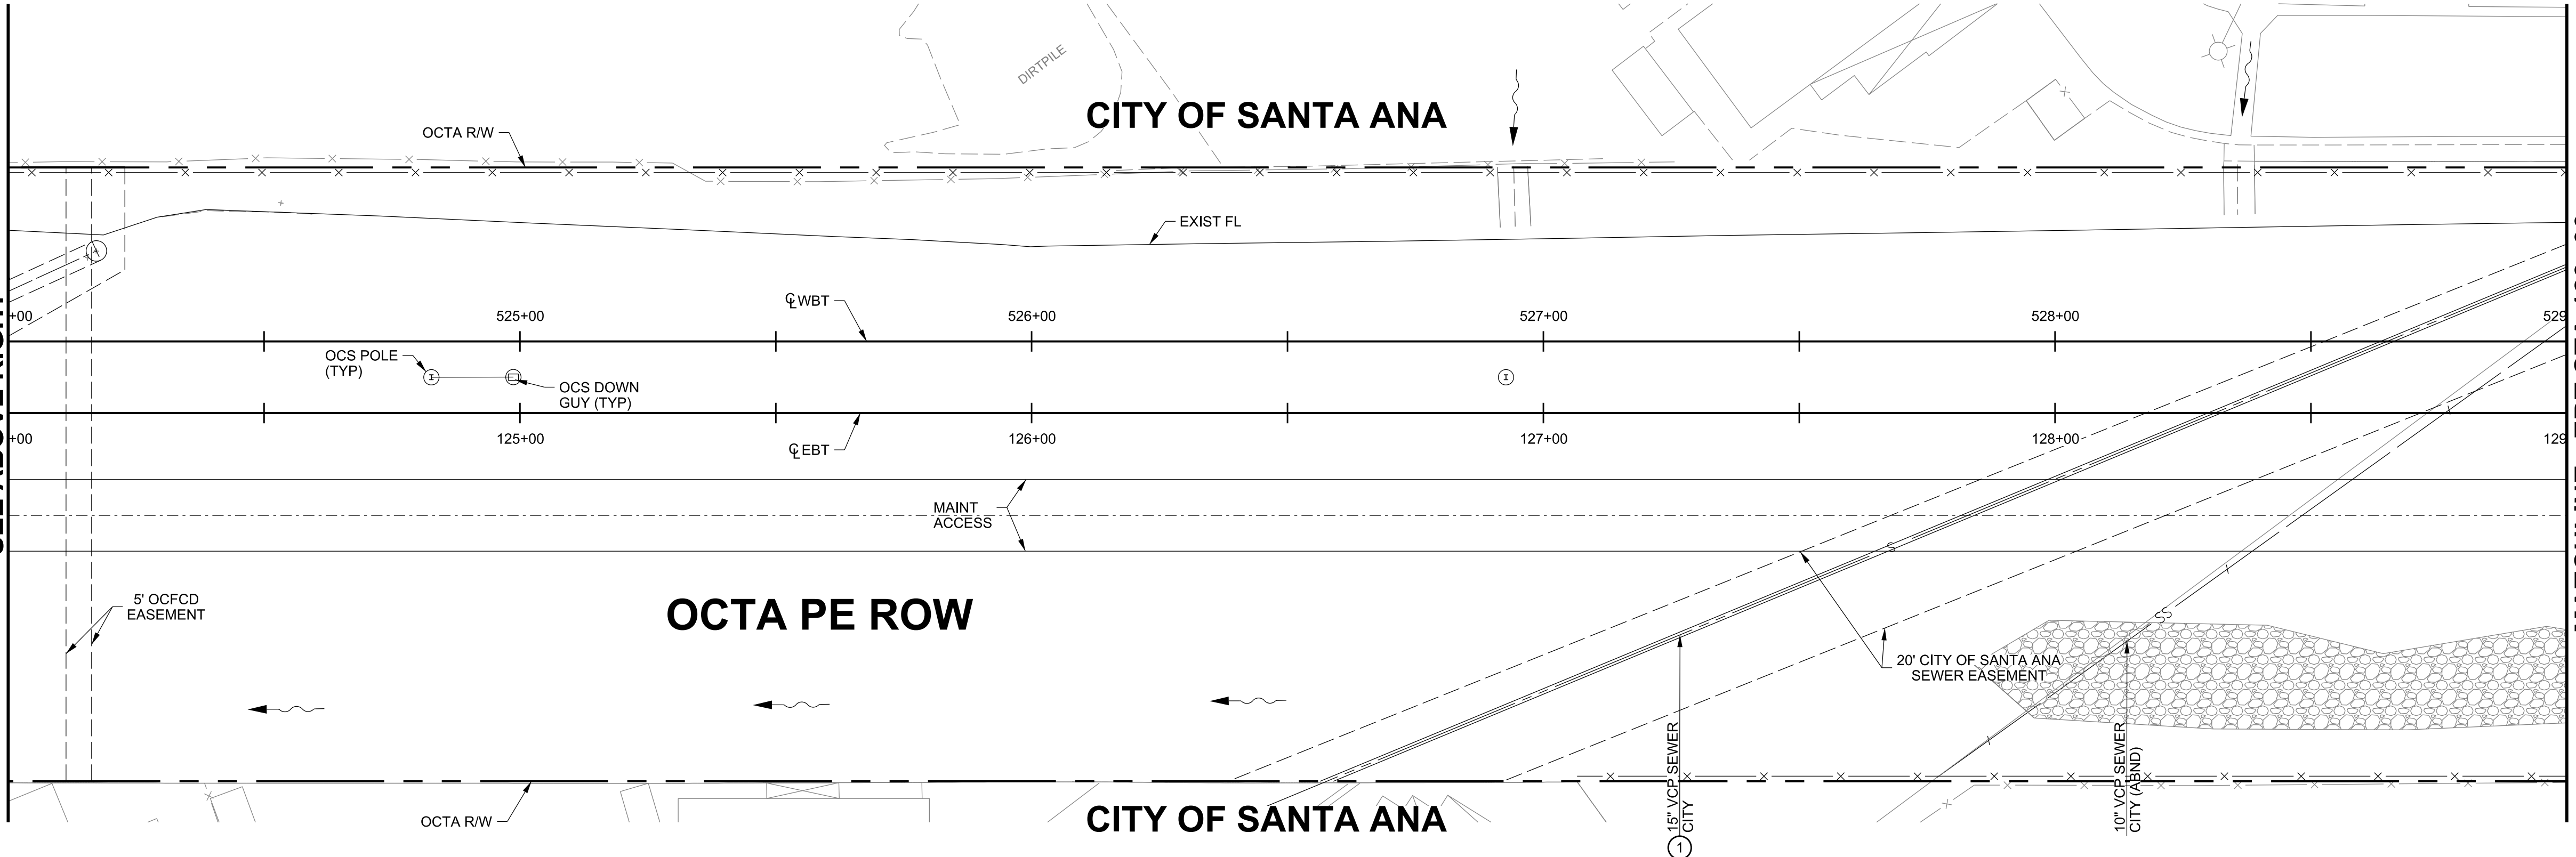 DIRTPILE
CITY OF SANTA ANA
OCTA R/W
EXIST FL
℄ WBT
+00
525+00
526+00
527+00
528+00
529
OCS POLE
(TYP)
OCS DOWN
GUY (TYP)
+00
125+00
126+00
127+00
128+00
129
℄ EBT
MAINT
ACCESS
S
5' OCFCD
EASEMENT
OCTA PE ROW
SS
20' CITY OF SANTA ANA
SEWER EASEMENT
15" VCP SEWER
CITY
1
10" VCP SEWER
CITY (ABND)
OCTA R/W
CITY OF SANTA ANA